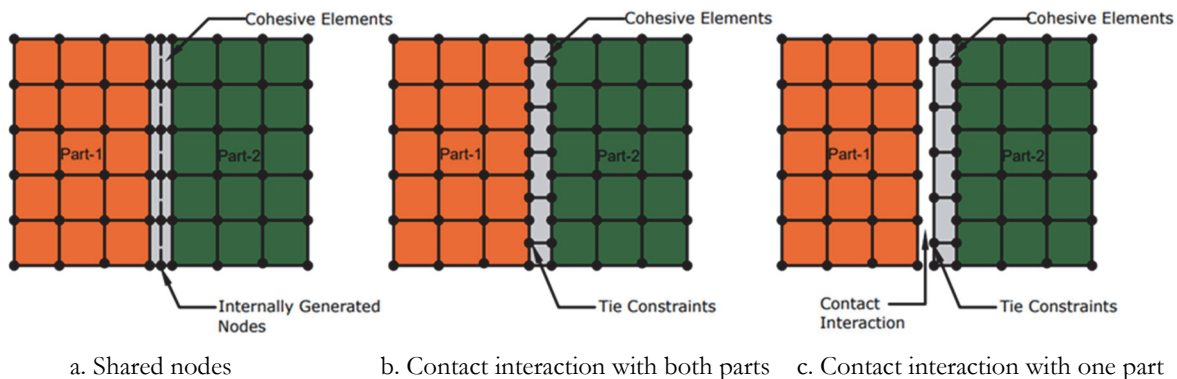 Cohesive Elements
Part-1
Part-2
Internally Generated
Nodes
a. Shared nodes
Cohesive Elements
Part-1
Part-2
Tie Constraints
b. Contact interaction with both parts
Cohesive Elements
Part-1
Part-2
Contact
Interaction
Tie Constraints
c. Contact interaction with one part